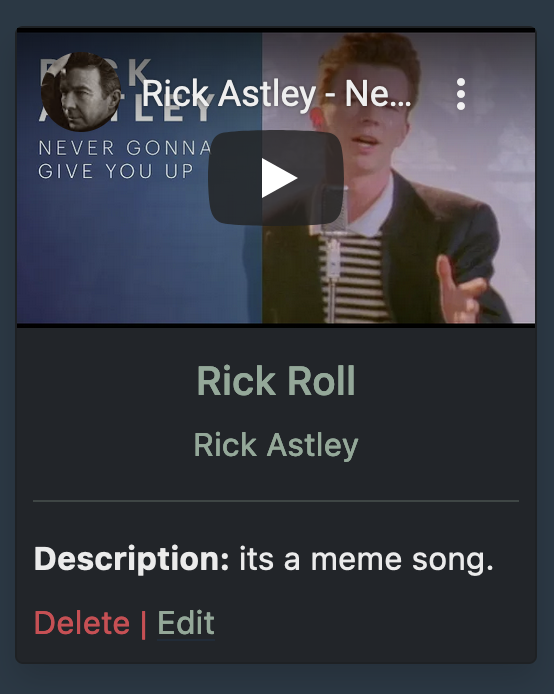 RICK
ASTLEY
Rick Astley - Ne...
NEVER GONNA
GIVE YOU UP
Rick Roll
Rick Astley
Description: its a meme song.
Delete | Edit